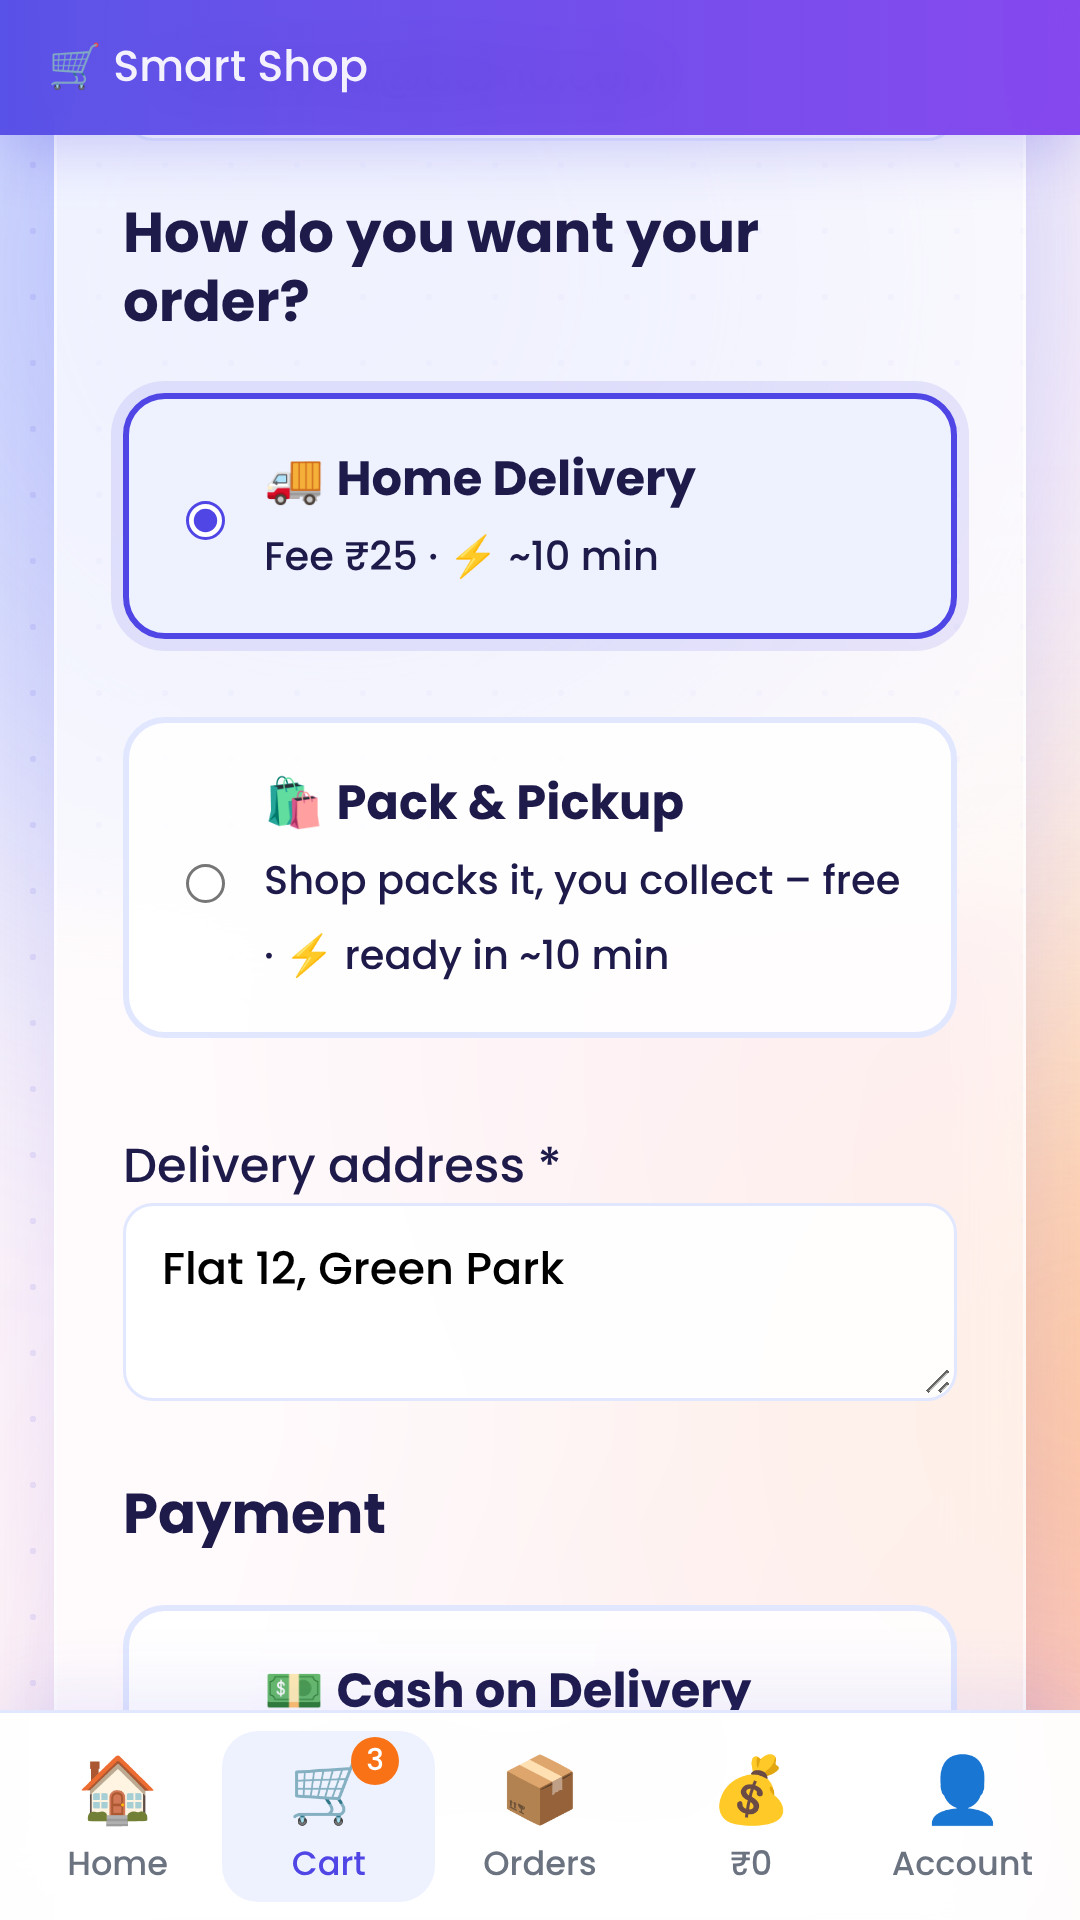 Smart Shop
How do you want your
order?
Home Delivery
Fee ₹25 · ⚡ ~10 min
Pack & Pickup
Shop packs it, you collect – free
· ⚡ ready in ~10 min
Delivery address *
Flat 12, Green Park
Payment
Cash on Delivery
3
Home
Cart
Orders
₹0
Account